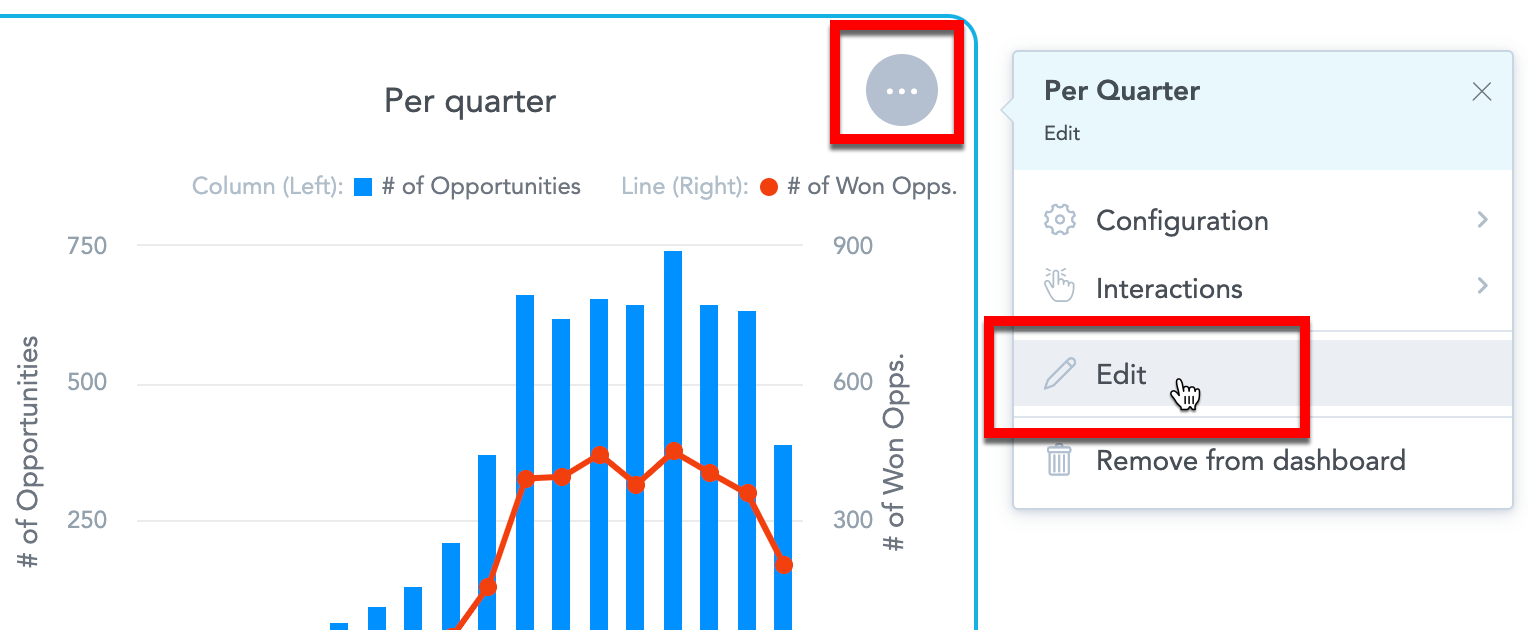 Per quarter
Column (Left): # of Opportunities Line (Right): # of Won Opps.
750
500
250
# of Opportunities
900
600
300
# of Won Opps.
Per Quarter
Edit
Configuration
Interactions
Edit
Remove from dashboard